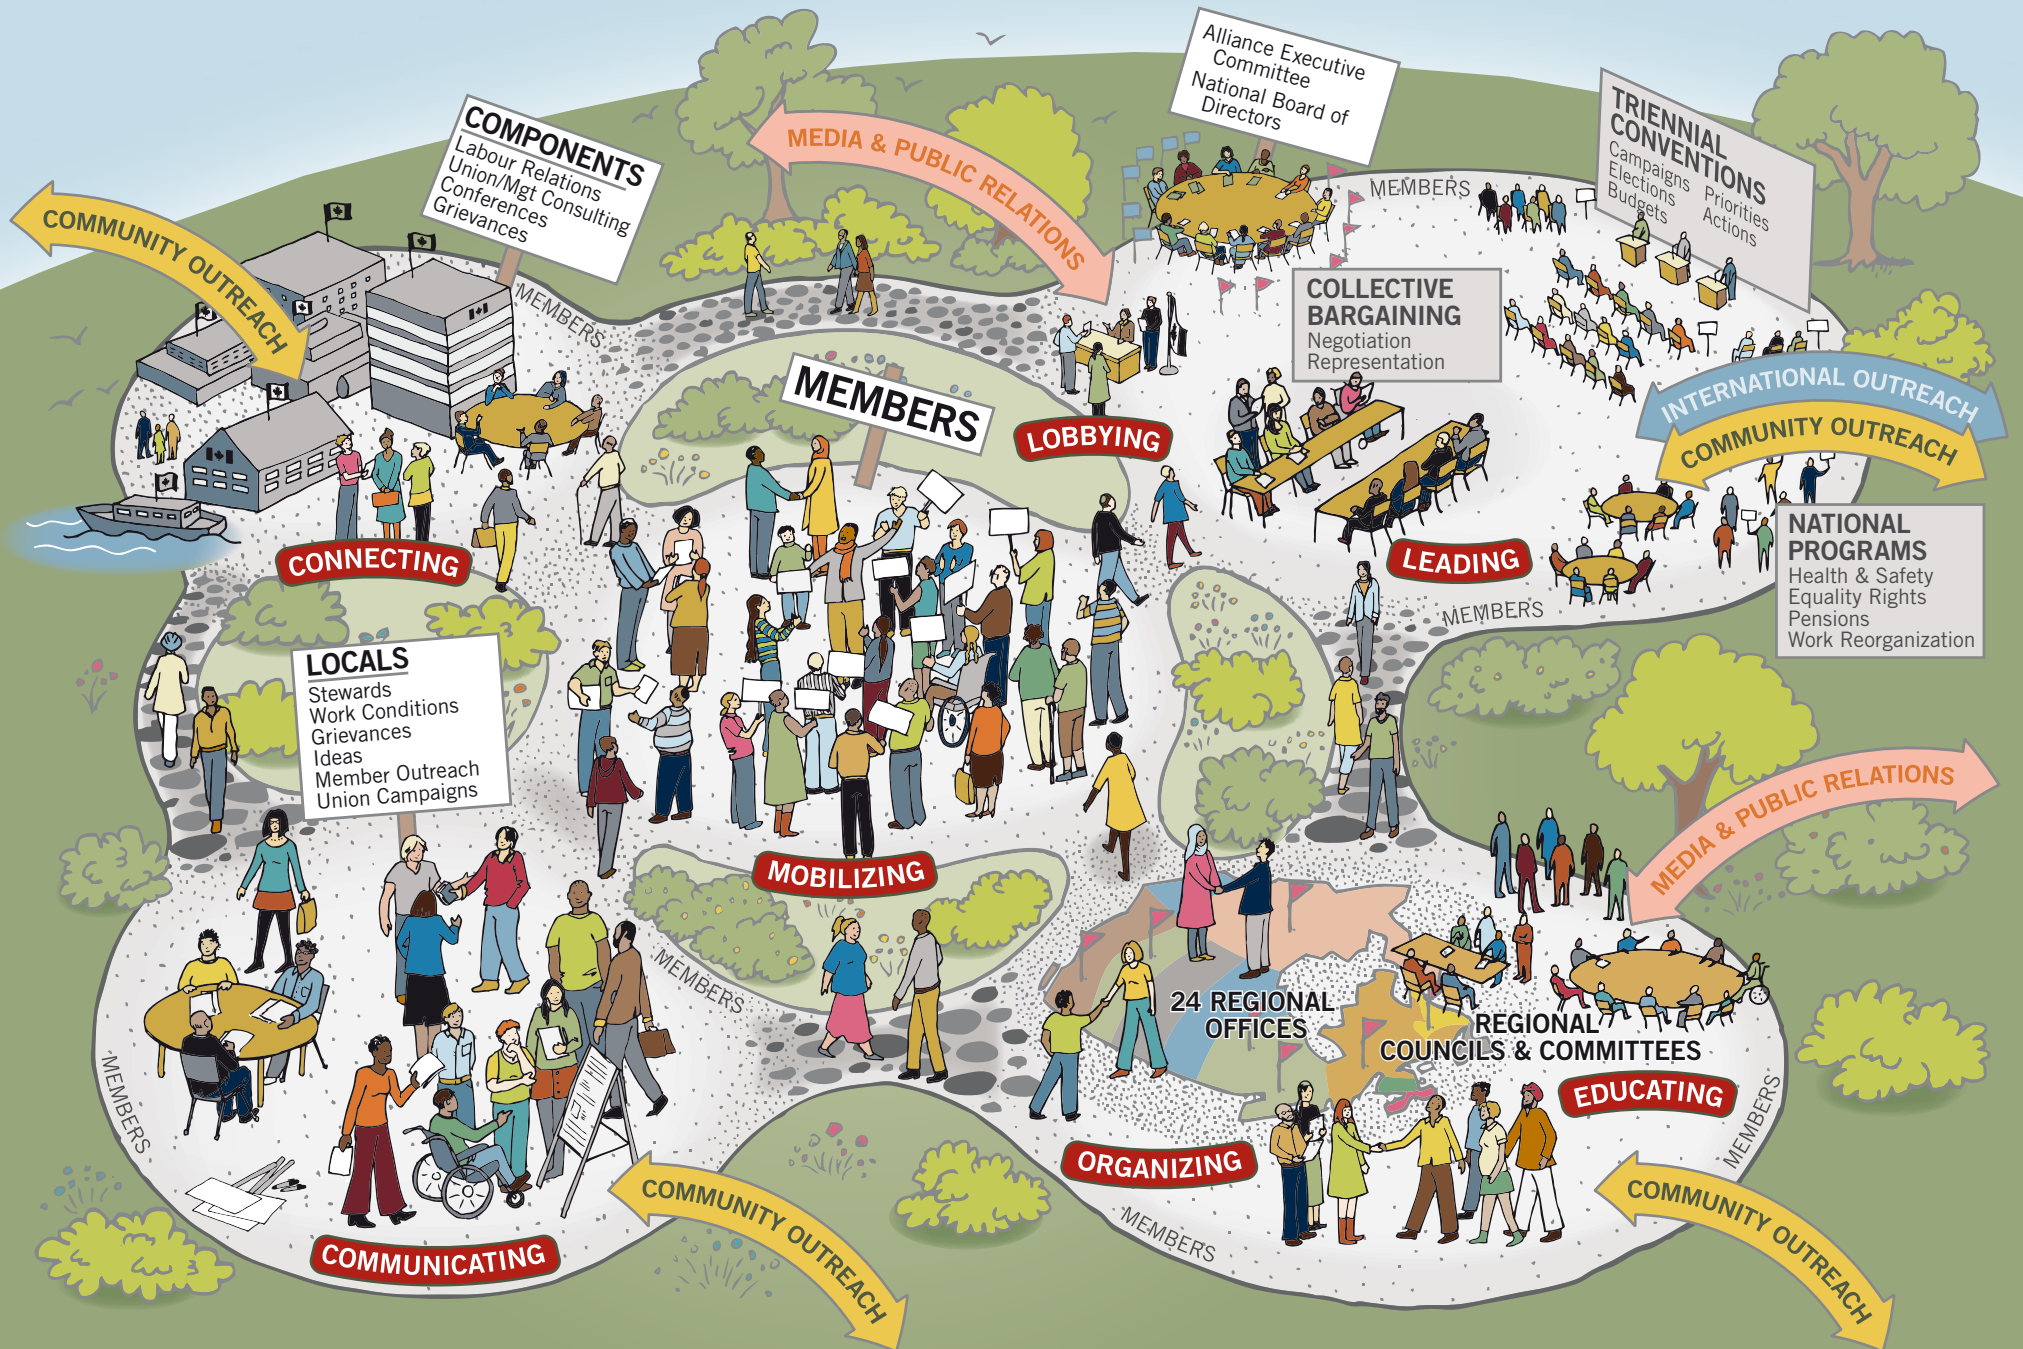 Alliance Executive
Committee
National Board of
Directors
COMPONENTS
Labour Relations
Union/Mgt Consulting
Conferences
Grievances
MEDIA & PUBLIC RELATIONS
TRIENNIAL
CONVENTIONS
Campaigns
Elections
Budgets
Priorities
Actions
MEMBERS
COMMUNITY OUTREACH
MEMBERS
COLLECTIVE
BARGAINING
Negotiation
Representation
MEMBERS
LOBBYING
INTERNATIONAL OUTREACH
COMMUNITY OUTREACH
CONNECTING
LEADING
NATIONAL
PROGRAMS
Health & Safety
Equality Rights
Pensions
Work Reorganization
MEMBERS
LOCALS
Stewards
Work Conditions
Grievances
Ideas
Member Outreach
Union Campaigns
MEDIA & PUBLIC RELATIONS
MOBILIZING
MEMBERS
24 REGIONAL
OFFICES
REGIONAL
COUNCILS & COMMITTEES
EDUCATING
MEMBERS
MEMBERS
ORGANIZING
COMMUNICATING
COMMUNITY OUTREACH
MEMBERS
COMMUNITY OUTREACH